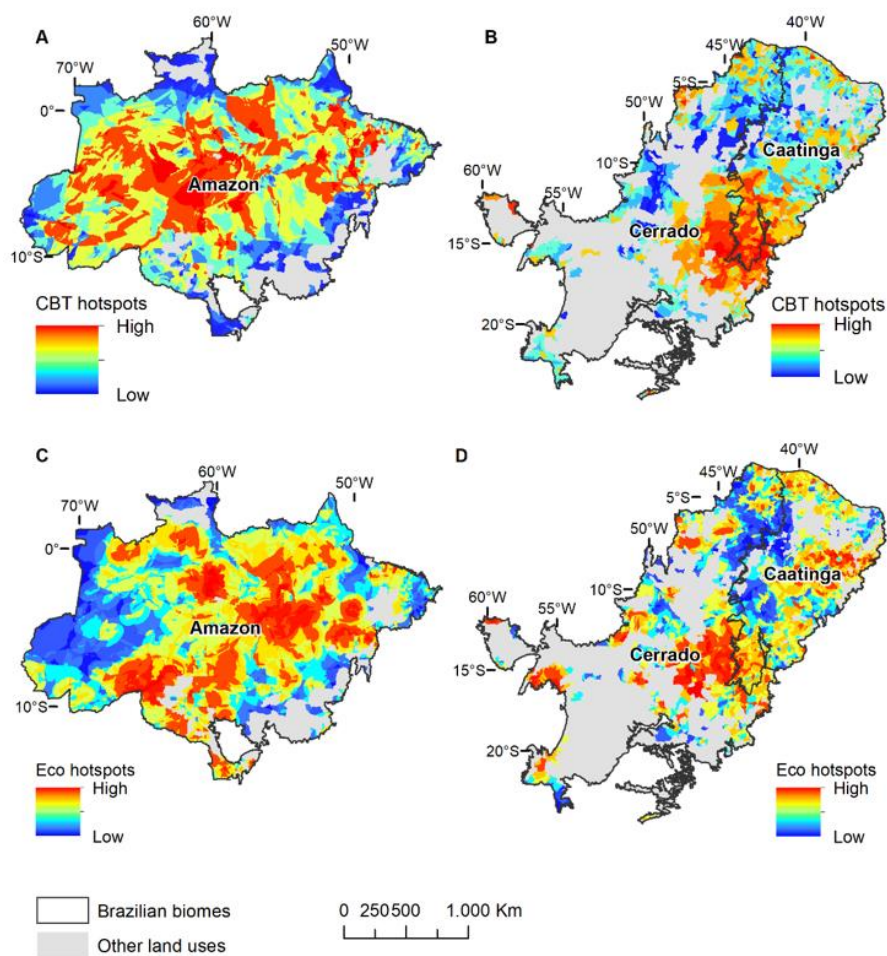 A
60°W
50°W
70°W
0°
Amazon
10°S
CBT hotspots
High
Low
B
40°W
45°W
5°S
50°W
Caatinga
10°S
60°W
55°W
Cerrado
15°S
20°S
CBT hotspots
High
Low
C
60°W
50°W
70°W
0°
Amazon
10°S
Eco hotspots
High
Low
D
40°W
45°W
5°S
50°W
Caatinga
10°S
60°W
55°W
Cerrado
15°S
20°S
Eco hotspots
High
Low
Brazilian biomes
Other land uses
0 250 500 1.000 Km